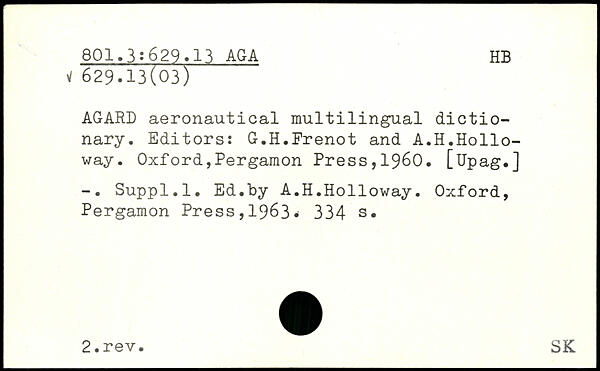 801.3:629.13 AGA HB
√ 629.13(03)
AGARD aeronautical multilingual dictio-
nary. Editors: G.H.Frenot and A.H.Hollo-
way. Oxford,Pergamon Press,1960. [Upag.]
-. Suppl.1. Ed.by A.H.Holloway. Oxford,
Pergamon Press,1963. 334 s.
2.rev. SK